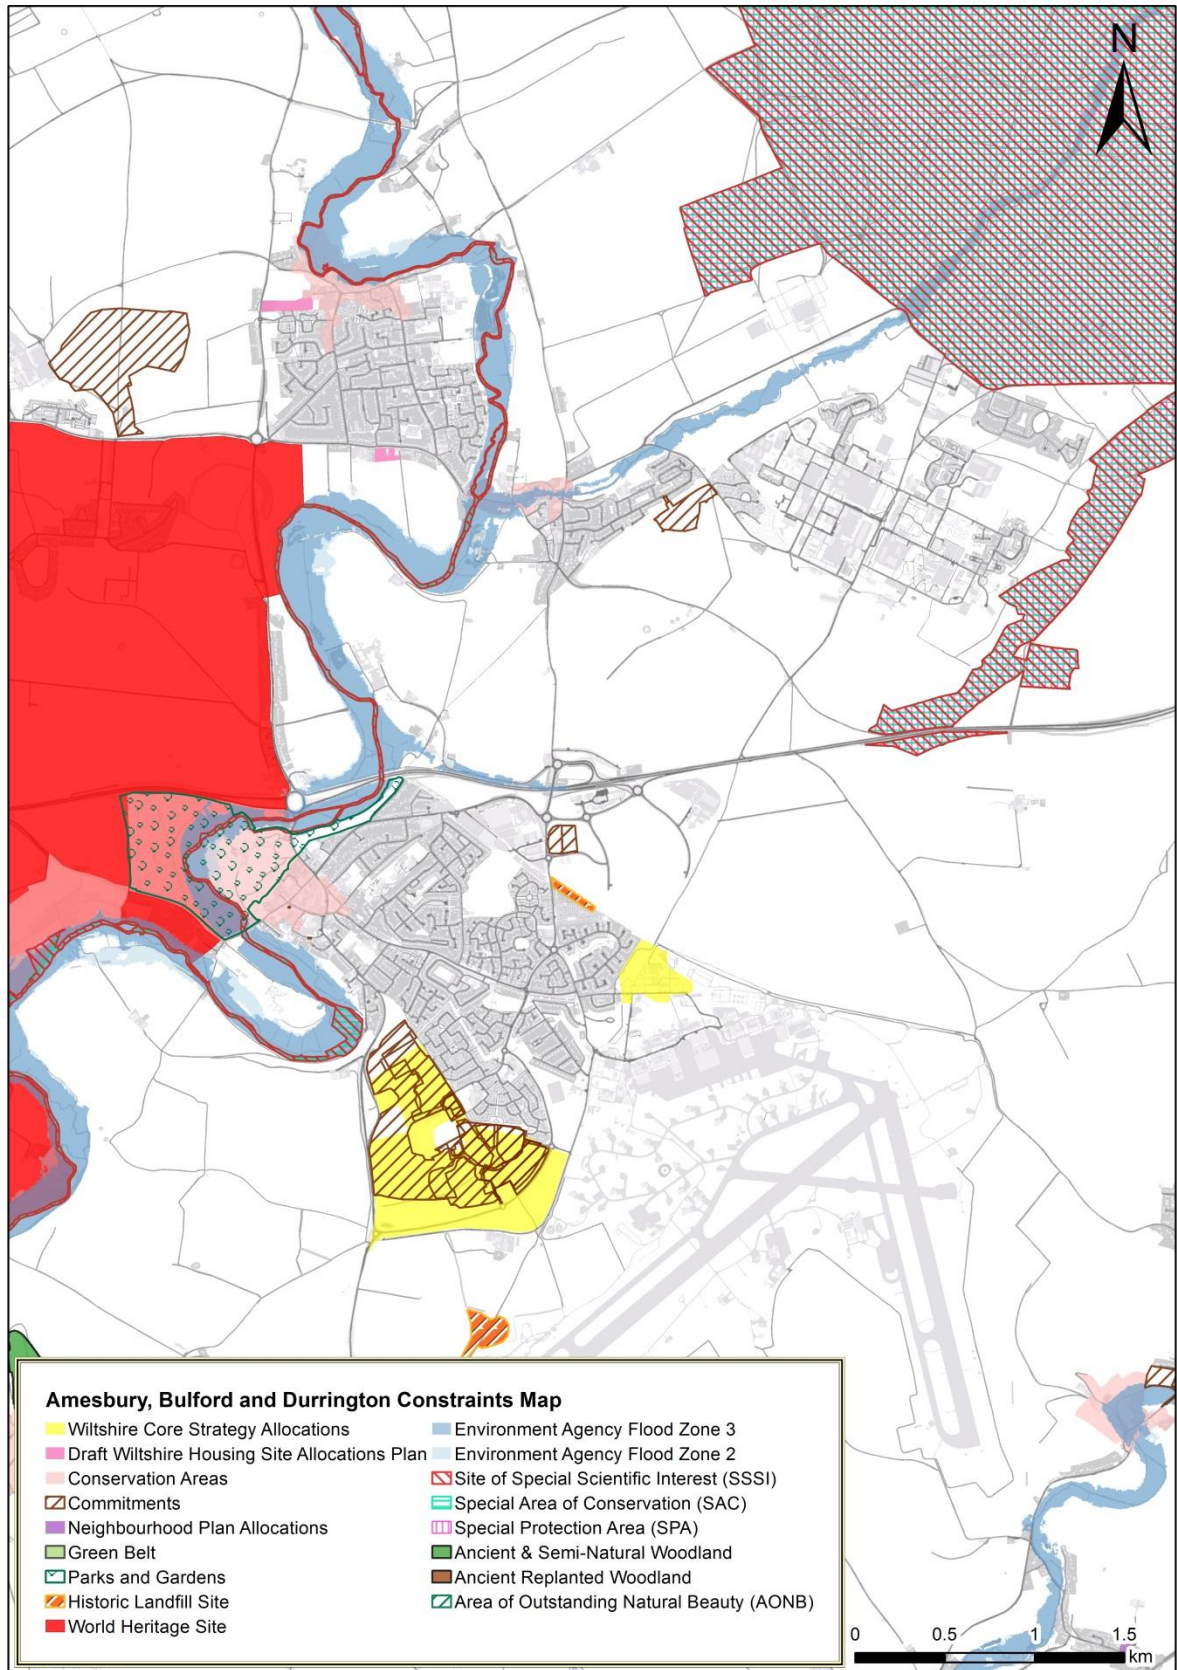 N
Amesbury, Bulford and Durrington Constraints Map
Wiltshire Core Strategy Allocations
Draft Wiltshire Housing Site Allocations Plan
Conservation Areas
Commitments
Neighbourhood Plan Allocations
Green Belt
Parks and Gardens
Historic Landfill Site
World Heritage Site
Environment Agency Flood Zone 3
Environment Agency Flood Zone 2
Site of Special Scientific Interest (SSSI)
Special Area of Conservation (SAC)
Special Protection Area (SPA)
Ancient & Semi-Natural Woodland
Ancient Replanted Woodland
Area of Outstanding Natural Beauty (AONB)
0 0.5 1 1.5
km